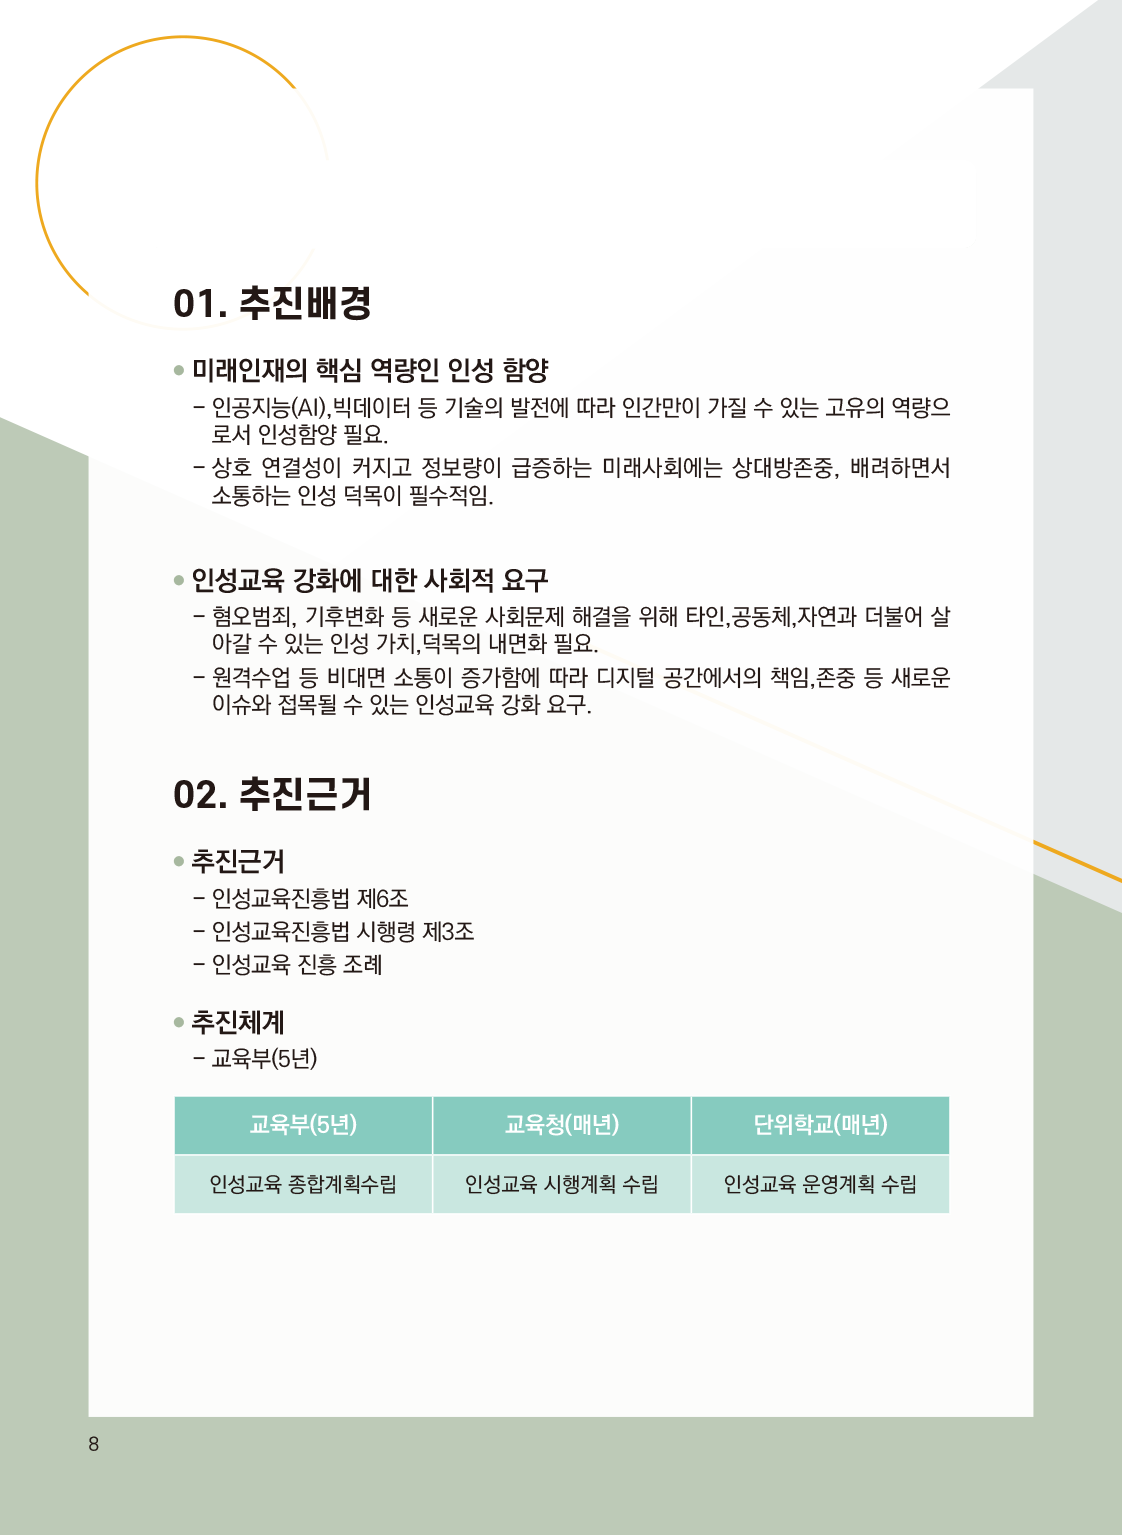 01. 추진배경
● 미래인재의 핵심 역량인 인성 함양
– 인공지능(AI),빅데이터 등 기술의 발전에 따라 인간만이 가질 수 있는 고유의 역량으
로서 인성함양 필요.
– 상호 연결성이 커지고 정보량이 급증하는 미래사회에는 상대방존중, 배려하면서
소통하는 인성 덕목이 필수적임.
● 인성교육 강화에 대한 사회적 요구
– 혐오범죄, 기후변화 등 새로운 사회문제 해결을 위해 타인,공동체,자연과 더불어 살
아갈 수 있는 인성 가치,덕목의 내면화 필요.
– 원격수업 등 비대면 소통이 증가함에 따라 디지털 공간에서의 책임,존중 등 새로운
이슈와 접목될 수 있는 인성교육 강화 요구.
02. 추진근거
● 추진근거
– 인성교육진흥법 제6조
– 인성교육진흥법 시행령 제3조
– 인성교육 진흥 조례
● 추진체계
– 교육부(5년)
교육부(5년) 교육청(매년) 단위학교(매년)
인성교육 종합계획수립 인성교육 시행계획 수립 인성교육 운영계획 수립
8